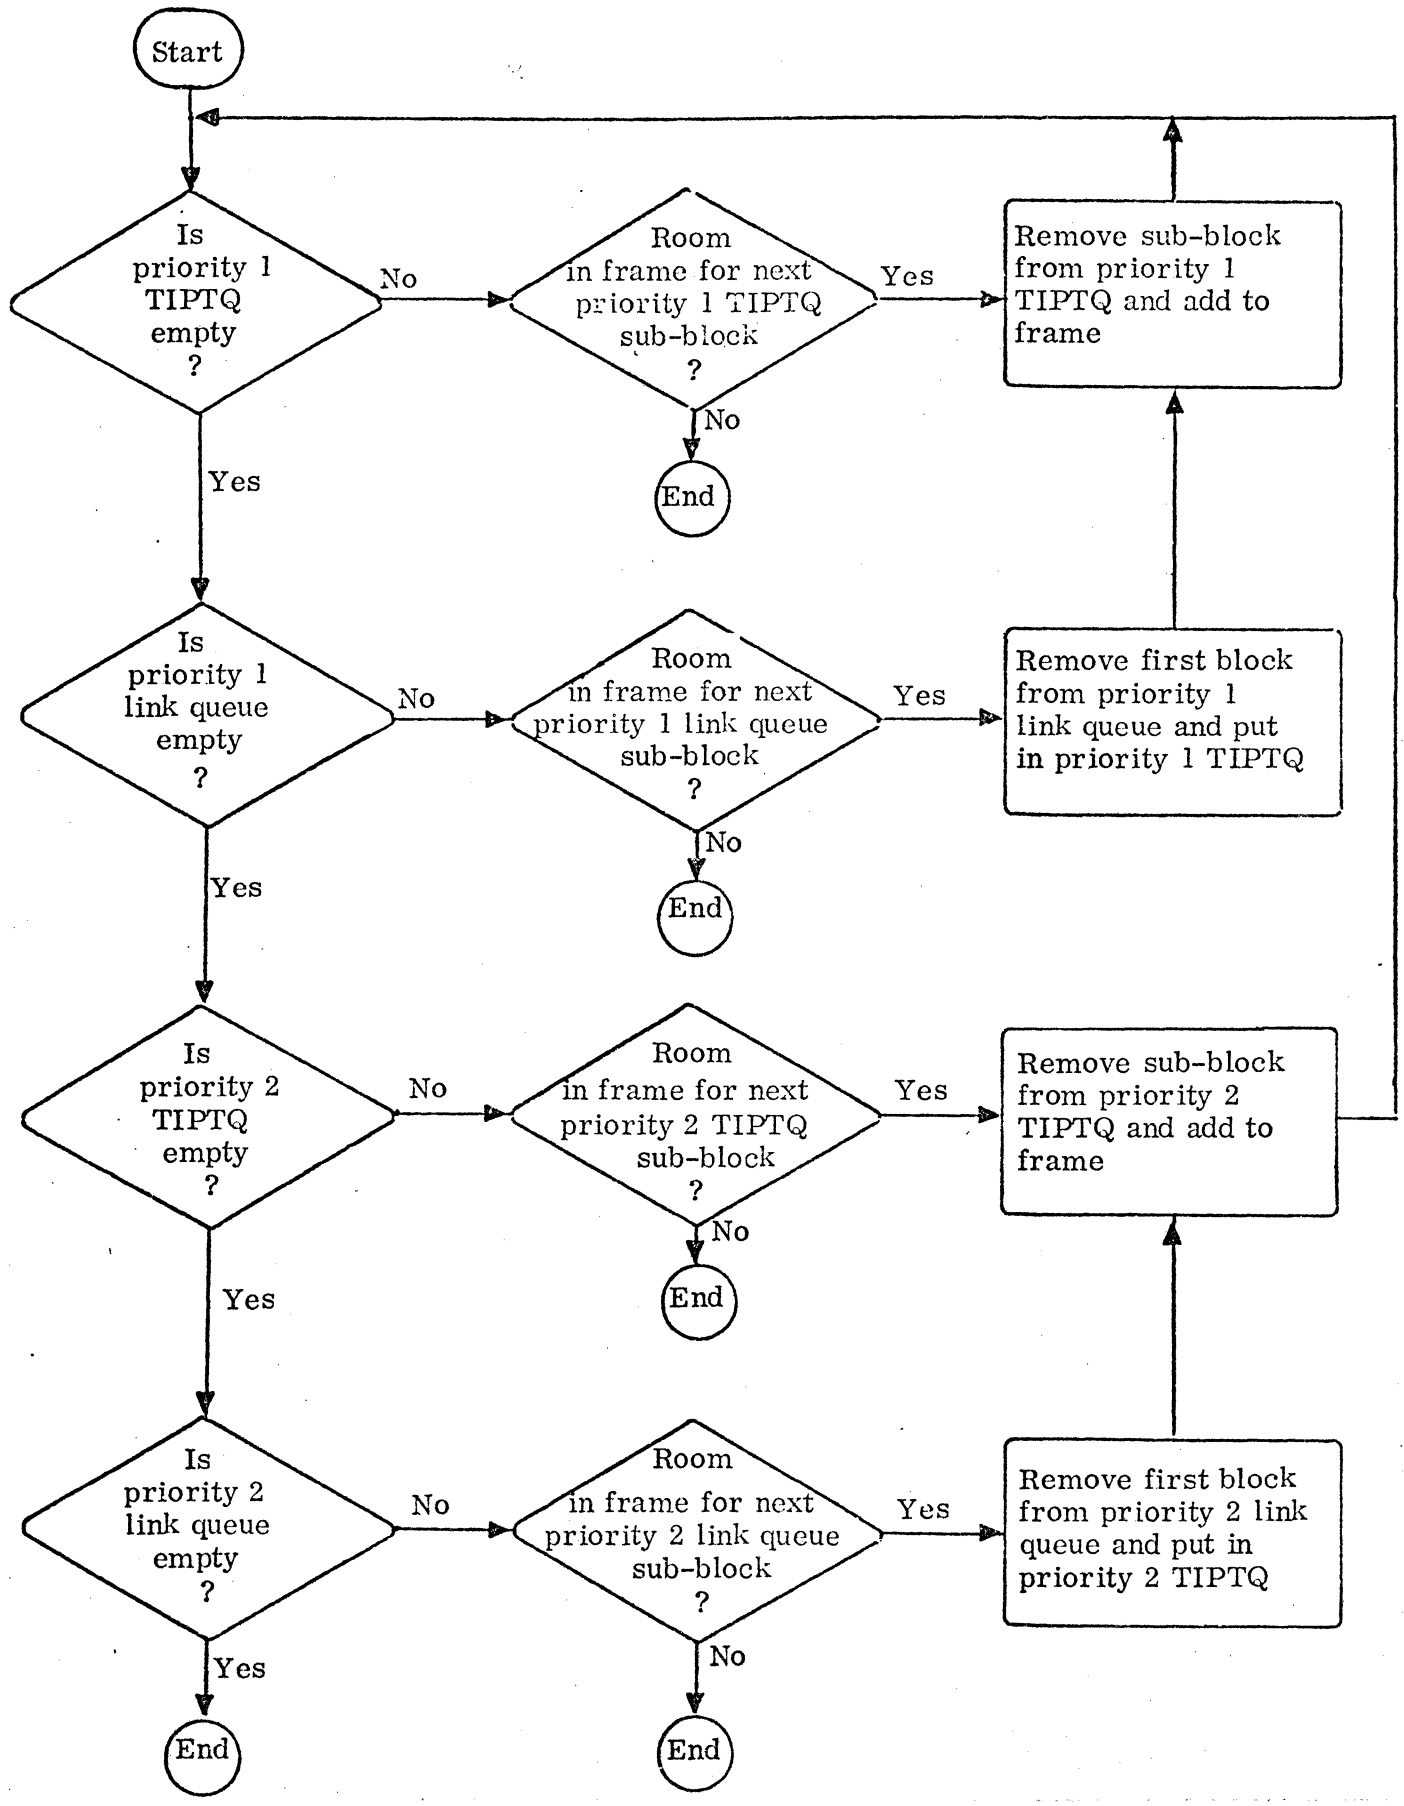 Start
Is
priority 1
TIPTQ
empty
?
No
Room
in frame for next
priority 1 TIPTQ
sub-block
?
Yes
Remove sub-block
from priority 1
TIPTQ and add to
frame
No
End
Yes
Is
priority 1
link queue
empty
?
No
Room
in frame for next
priority 1 link queue
sub-block
?
Yes
Remove first block
from priority 1
link queue and put
in priority 1 TIPTQ
No
End
Yes
Is
priority 2
TIPTQ
empty
?
No
Room
in frame for next
priority 2 TIPTQ
sub-block
?
Yes
Remove sub-block
from priority 2
TIPTQ and add to
frame
No
End
Yes
Is
priority 2
link queue
empty
?
No
Room
in frame for next
priority 2 link queue
sub-block
?
Yes
Remove first block
from priority 2 link
queue and put in
priority 2 TIPTQ
Yes
End
No
End